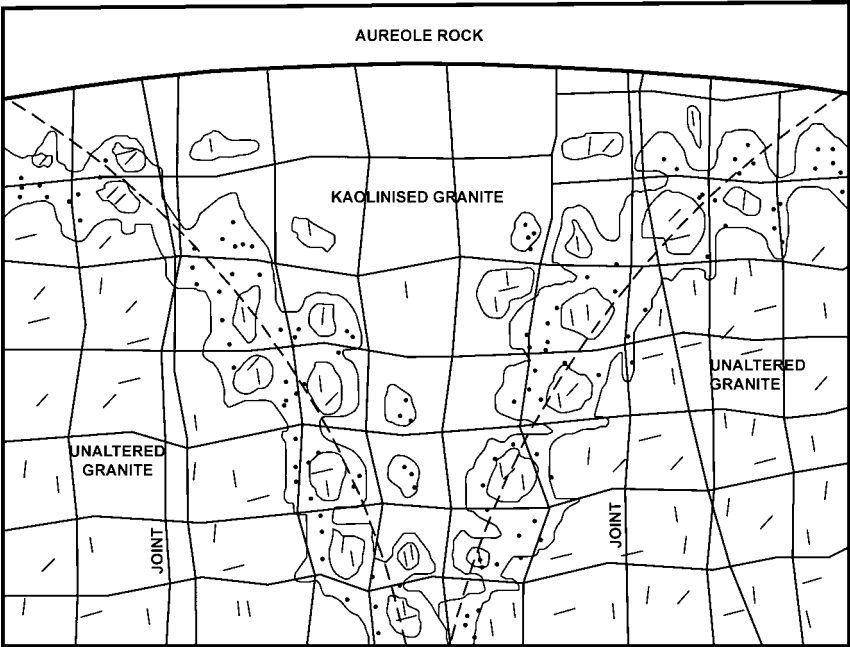 AUREOLE ROCK
KAOLINISED GRANITE
UNALTERED
GRANITE
UNALTERED
GRANITE
JOINT
JOINT